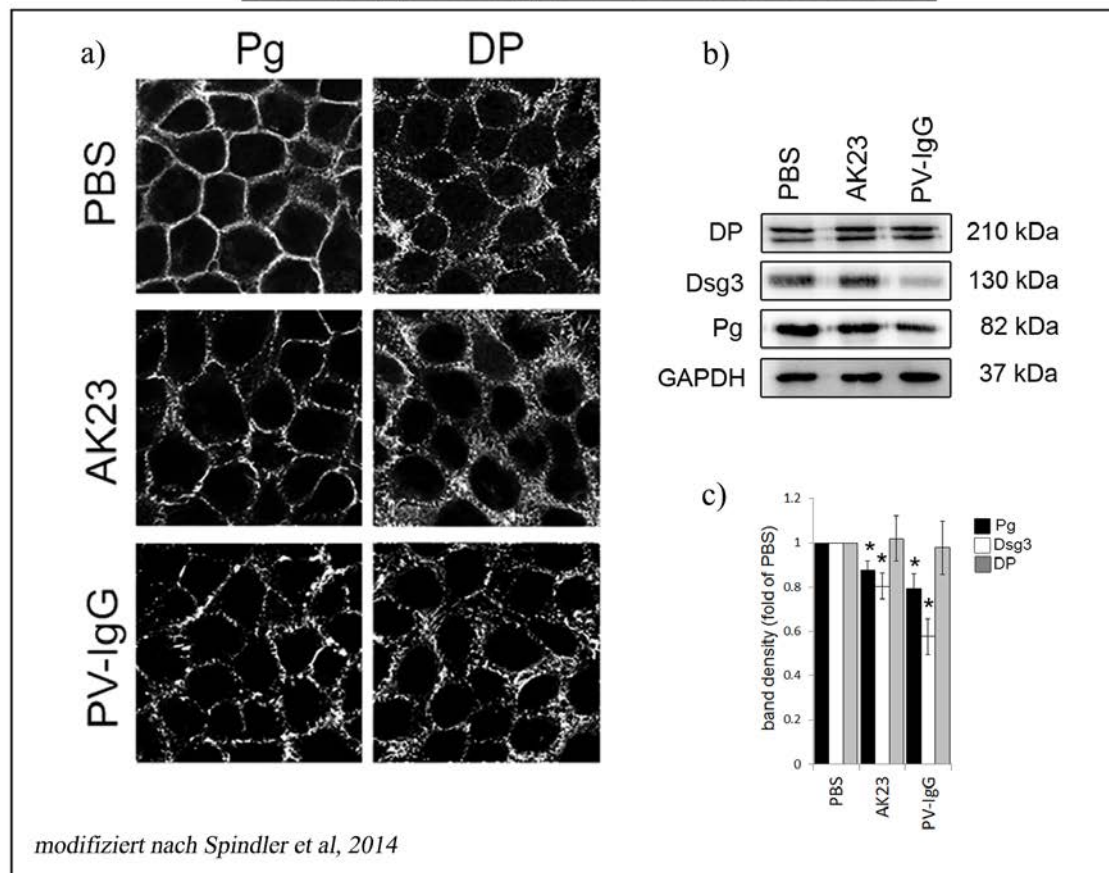 a)
Pg DP
PBS
AK23
PV-IgG
b)
PBS AK23 PV-IgG
DP 210 kDa
Dsg3 130 kDa
Pg 82 kDa
GAPDH 37 kDa
c)
band density (fold of PBS)
1.2
1
0.8
0.6
0.4
0.2
0
* * * *
PBS AK23 PV-IgG
Pg
Dsg3
DP
modifiziert nach Spindler et al, 2014